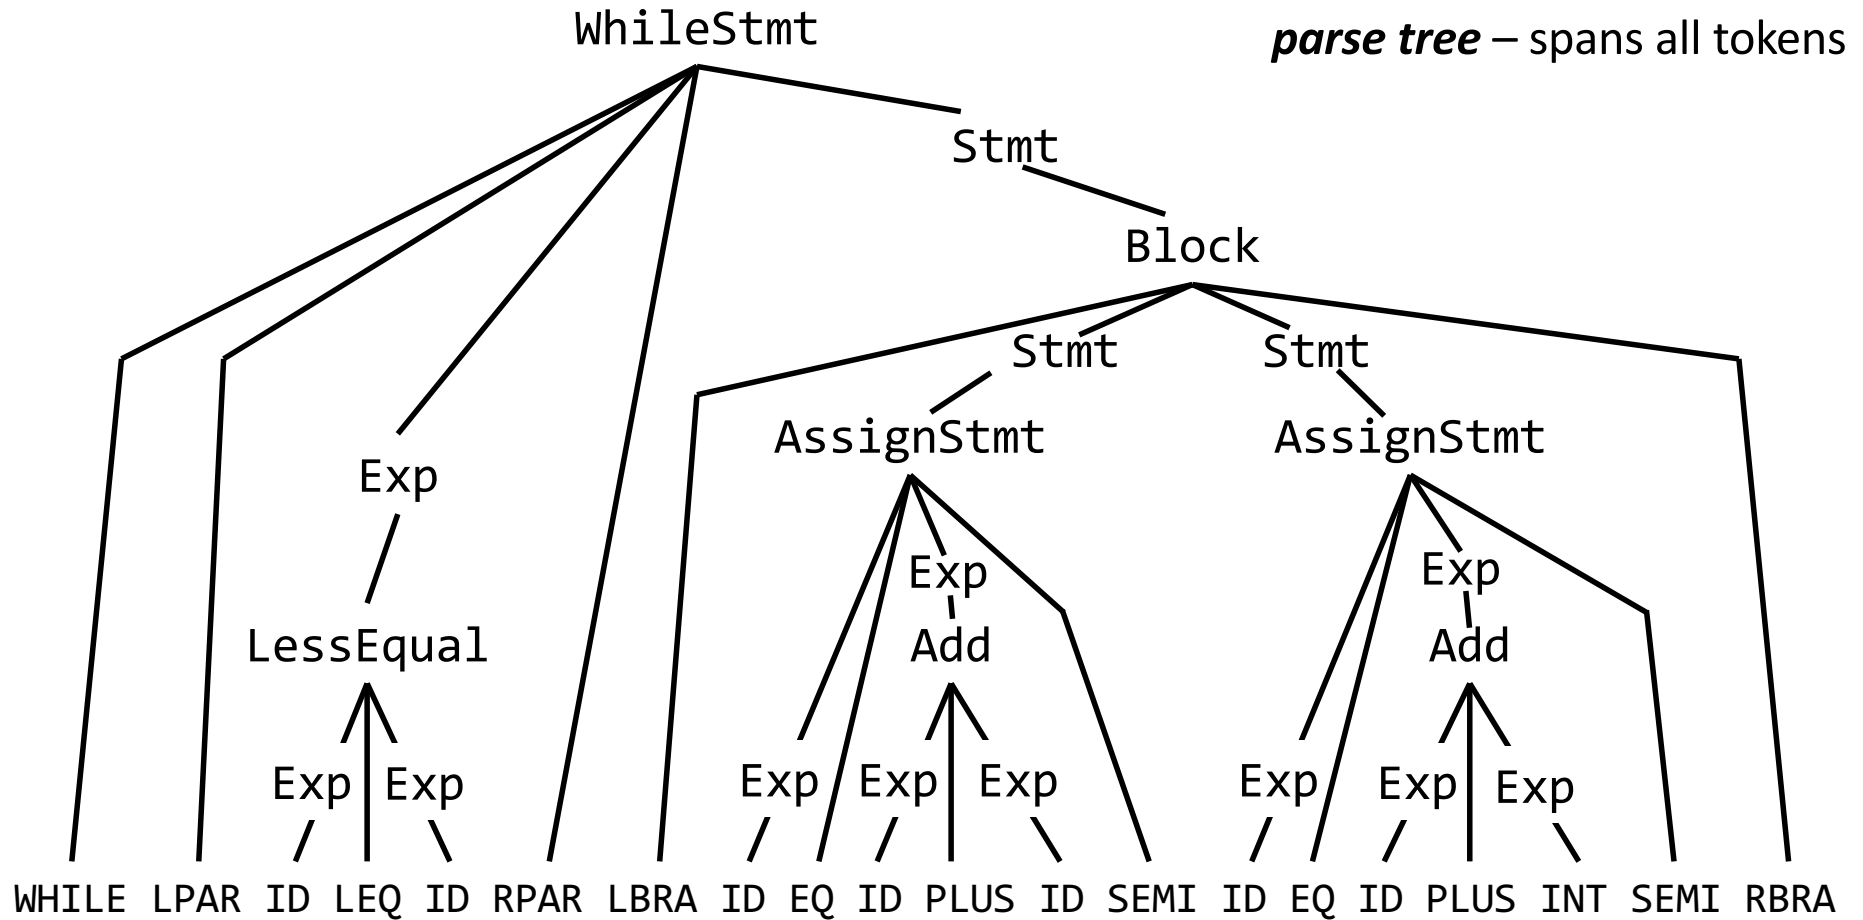 WhileStmt
parse tree – spans all tokens
Stmt
Block
Stmt Stmt
AssignStmt AssignStmt
Exp
Exp Exp
LessEqual Add Add
Exp Exp Exp Exp Exp Exp Exp Exp
WHILE LPAR ID LEQ ID RPAR LBRA ID EQ ID PLUS ID SEMI ID EQ ID PLUS INT SEMI RBRA